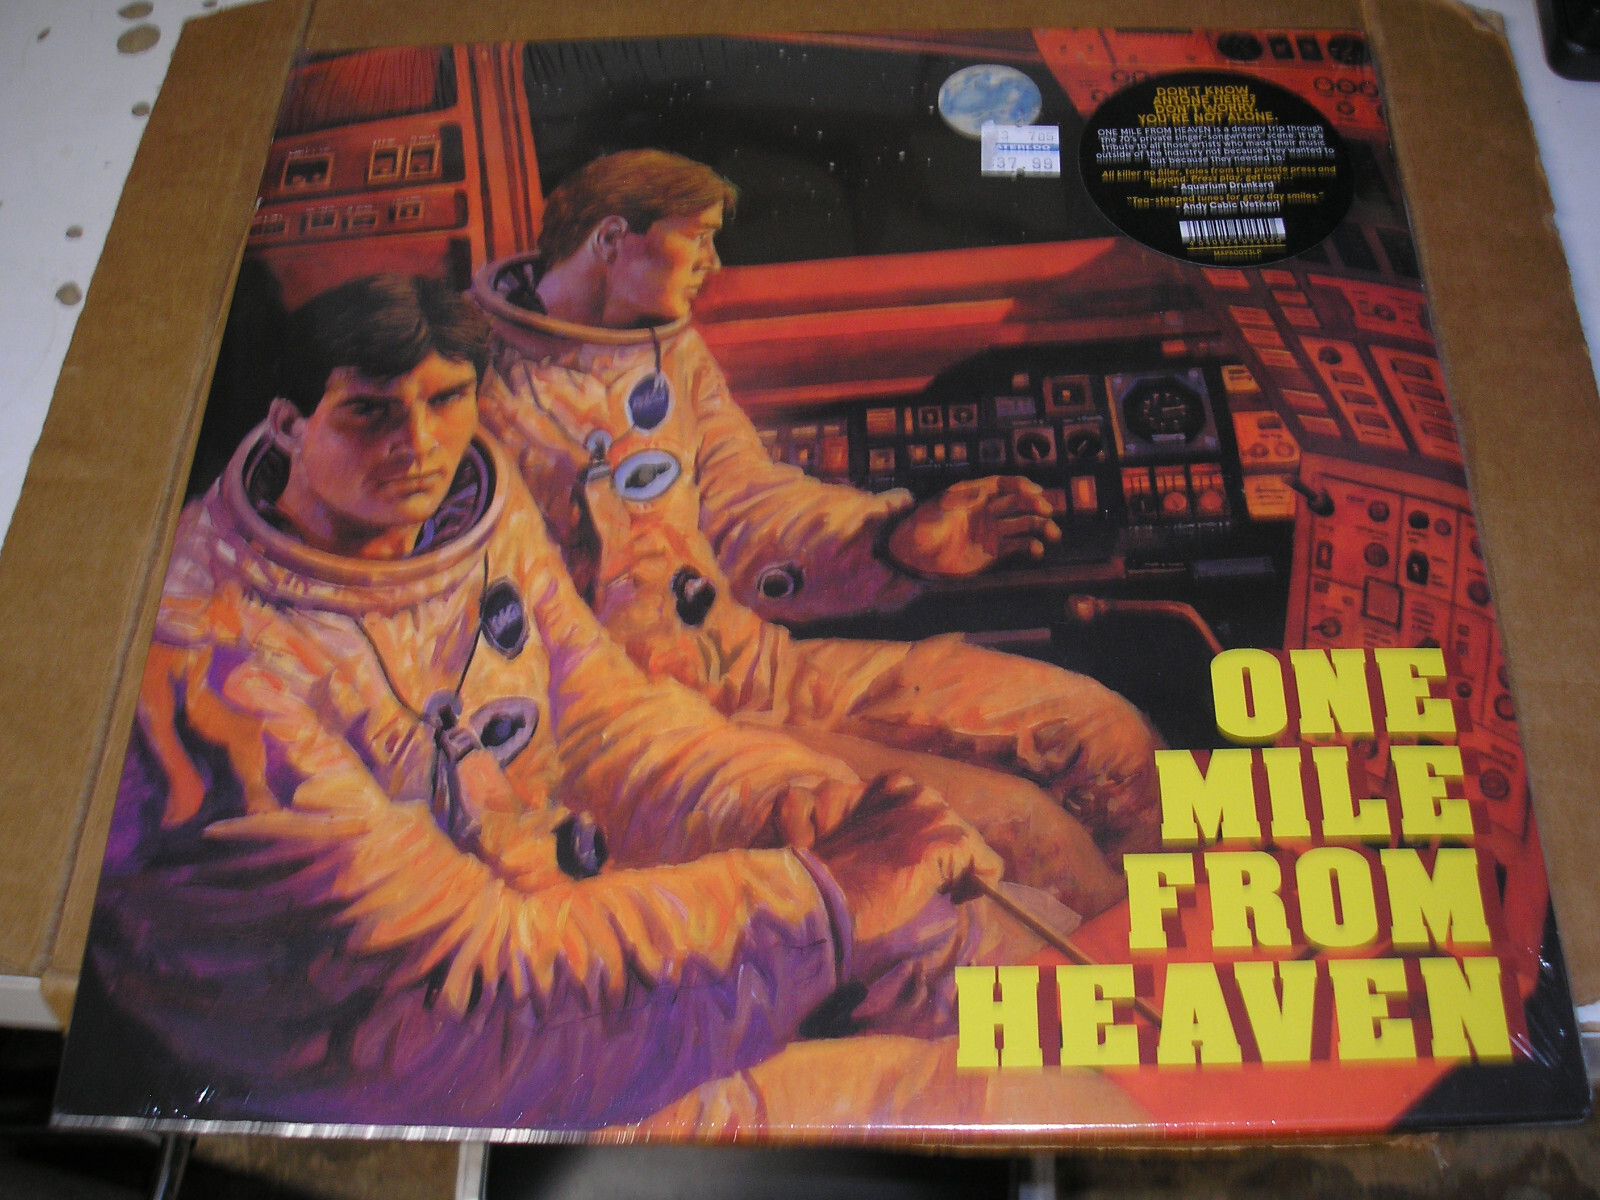 DON'T KNOW
ANYONE HERE?
DON'T WORRY,
YOU'RE NOT ALONE.
ONE MILE FROM HEAVEN is a dreamy trip through
the 70's private singer-songwriters' scene. It is a
tribute to all those artists who made their music
outside of the industry not because they wanted to
but because they needed to.
All killer no filler, tales from the private press and
beyond. Press play, get lost ...
- Aquarium Drunkard
"Tea-steeped tunes for gray day smiles."
- Andy Cabic (Vetiver)
MAPA0023LP
700
WATERLOO
37.99
ONE
MILE
FROM
HEAVEN